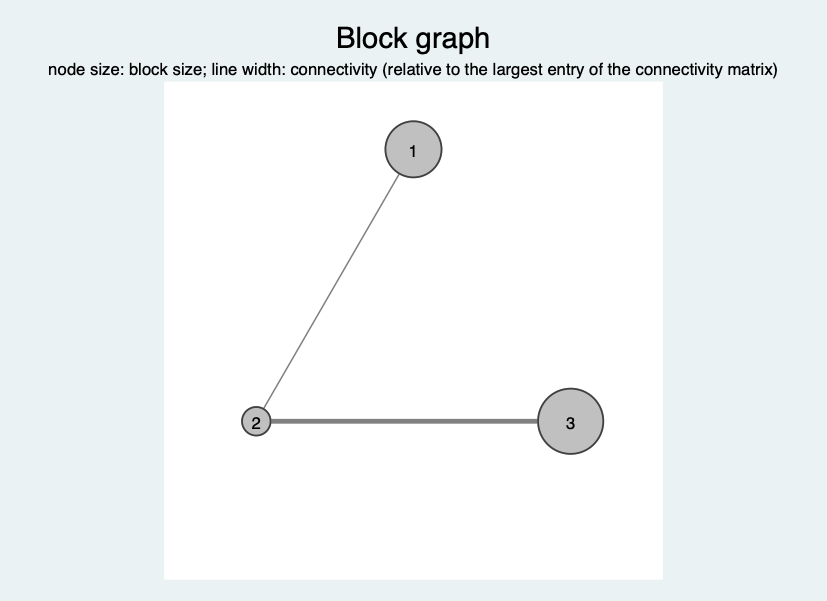 Block graph
node size: block size; line width: connectivity (relative to the largest entry of the connectivity matrix)
1
2
3